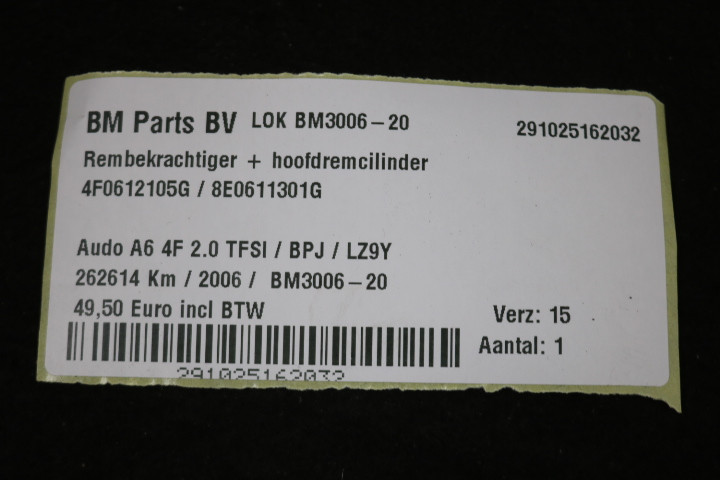 BM Parts BV LOK BM3006-20 291025162032
Rembekrachtiger + hoofdremcilinder
4F0612105G / 8E0611301G
Audo A6 4F 2.0 TFSI / BPJ / LZ9Y
262614 Km / 2006 / BM3006-20
49,50 Euro incl BTW Verz: 15
Aantal: 1
291025162032